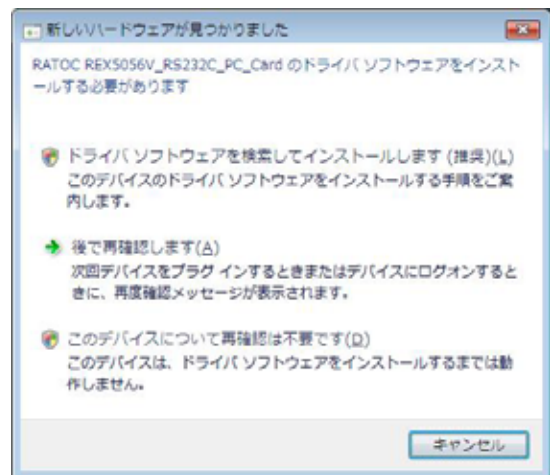 新しいハードウェアが見つかりました
RATOC REX5056V_RS232C_PC_Card のドライバ ソフトウェアをインスト
ールする必要があります
ドライバ ソフトウェアを検索してインストールします (推奨)(L)
このデバイスのドライバ ソフトウェアをインストールする手順をご案
内します。
後で再確認します(A)
次回デバイスをプラグ インするときまたはデバイスにログオンすると
きに、再度確認メッセージが表示されます。
このデバイスについて再確認は不要です(D)
このデバイスは、ドライバ ソフトウェアをインストールするまでは動
作しません。
キャンセル